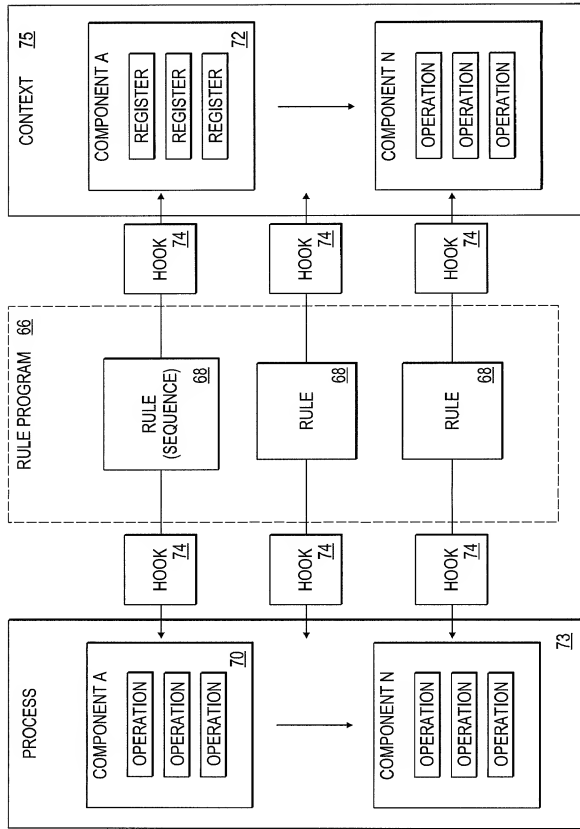 PROCESS
COMPONENT A
70
OPERATION
OPERATION
OPERATION
COMPONENT N
OPERATION
OPERATION
OPERATION
73
HOOK
74
HOOK
74
HOOK
74
RULE PROGRAM 66
RULE
(SEQUENCE)
68
RULE
68
RULE
68
HOOK
74
HOOK
74
HOOK
74
CONTEXT 75
COMPONENT A
72
REGISTER
REGISTER
REGISTER
COMPONENT N
OPERATION
OPERATION
OPERATION